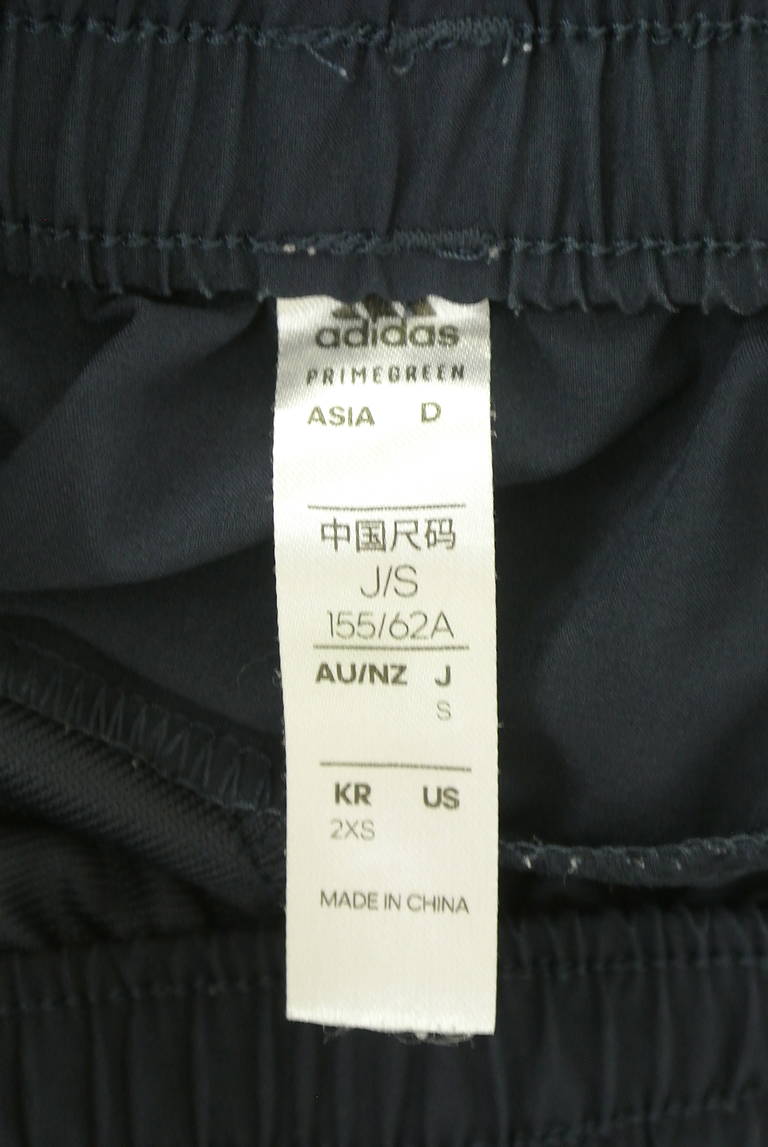 adidas
PRIMEGREEN
ASIA D
中国尺码
J/S
155/62A
AU/NZ J
S
KR US
2XS
MADE IN CHINA